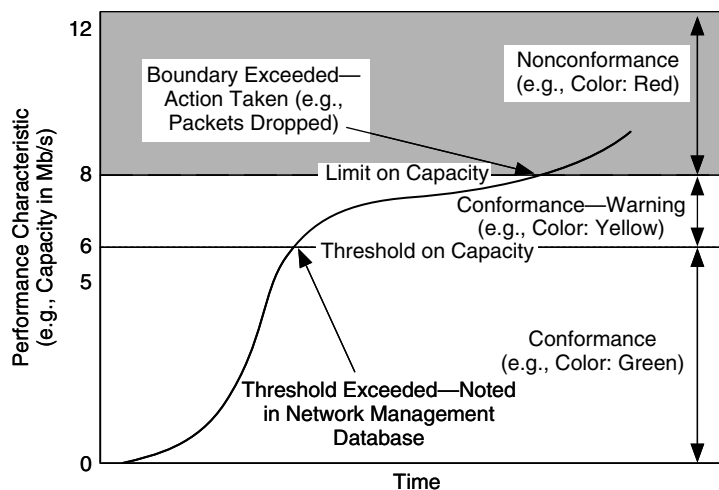 12
Nonconformance
(e.g., Color: Red)
Boundary Exceeded—
Action Taken (e.g.,
Packets Dropped)
8
Limit on Capacity
Conformance—Warning
(e.g., Color: Yellow)
6
Threshold on Capacity
5
Performance Characteristic
(e.g., Capacity in Mb/s)
Conformance
(e.g., Color: Green)
Threshold Exceeded—Noted
in Network Management
Database
0
Time